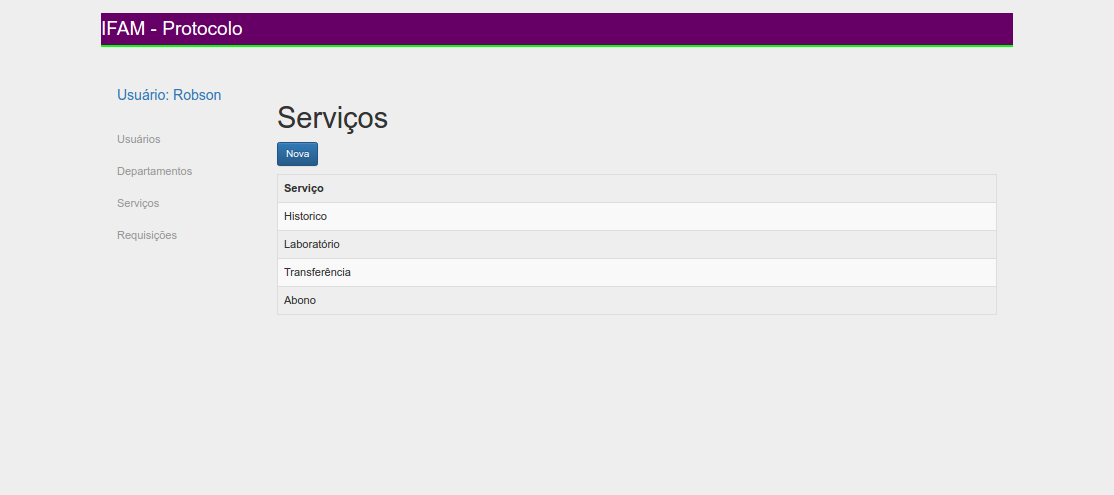 IFAM - Protocolo
Usuário: Robson
Usuários
Departamentos
Serviços
Requisições
Serviços
Nova
Serviço
Historico
Laboratório
Transferência
Abono